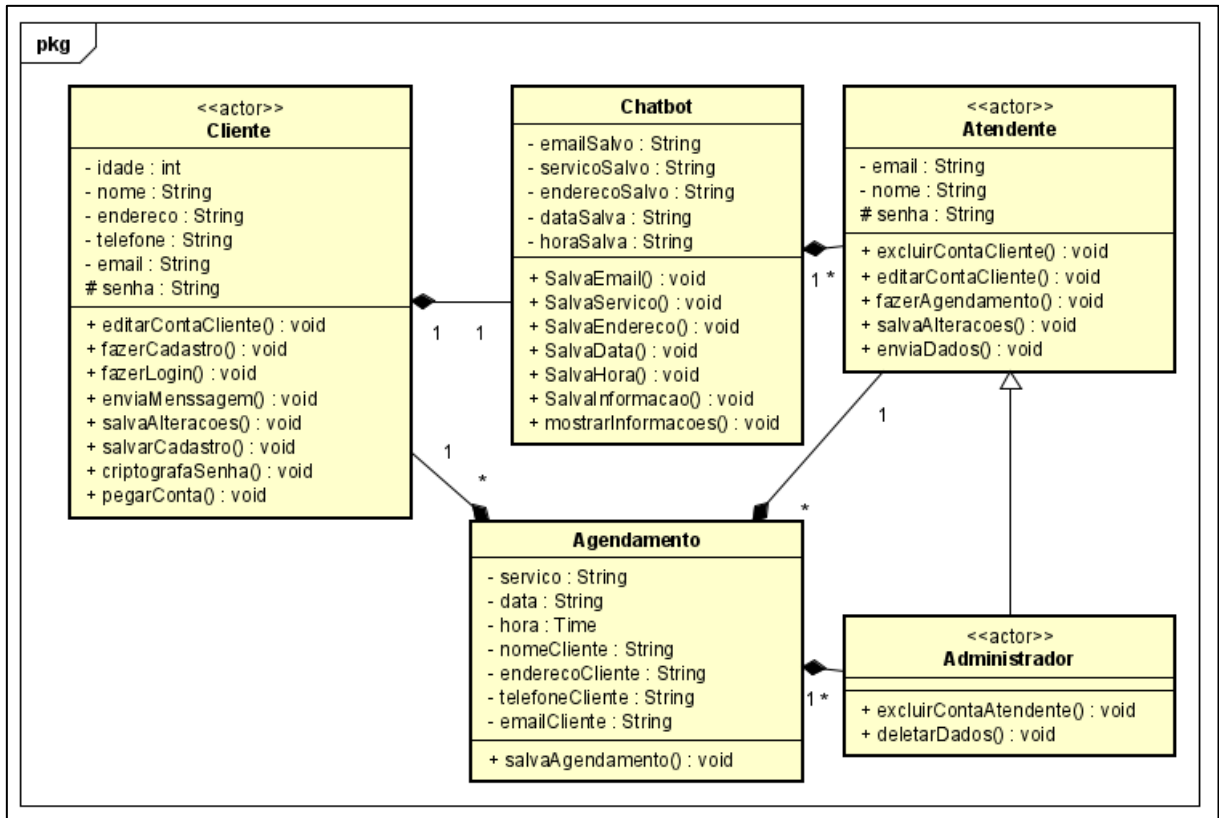 pkg
<<actor>>
Cliente
- idade : int
- nome : String
- endereco : String
- telefone : String
- email : String
# senha : String
+ editarContaCliente() : void
+ fazerCadastro() : void
+ fazerLogin() : void
+ enviaMenssagem() : void
+ salvaAlteracoes() : void
+ salvarCadastro() : void
+ criptografaSenha() : void
+ pegarConta() : void
1
1
Chatbot
- emailSalvo : String
- servicoSalvo : String
- enderecoSalvo : String
- dataSalva : String
- horaSalva : String
+ SalvaEmail() : void
+ SalvaServico() : void
+ SalvaEndereco() : void
+ SalvaData() : void
+ SalvaHora() : void
+ SalvaInformacao() : void
+ mostrarInformacoes() : void
1 *
<<actor>>
Atendente
- email : String
- nome : String
# senha : String
+ excluirContaCliente() : void
+ editarContaCliente() : void
+ fazerAgendamento() : void
+ salvaAlteracoes() : void
+ enviaDados() : void
1
*
1
*
Agendamento
- servico : String
- data : String
- hora : Time
- nomeCliente : String
- enderecoCliente : String
- telefoneCliente : String
- emailCliente : String
+ salvaAgendamento() : void
1 *
<<actor>>
Administrador
+ excluirContaAtendente() : void
+ deletarDados() : void